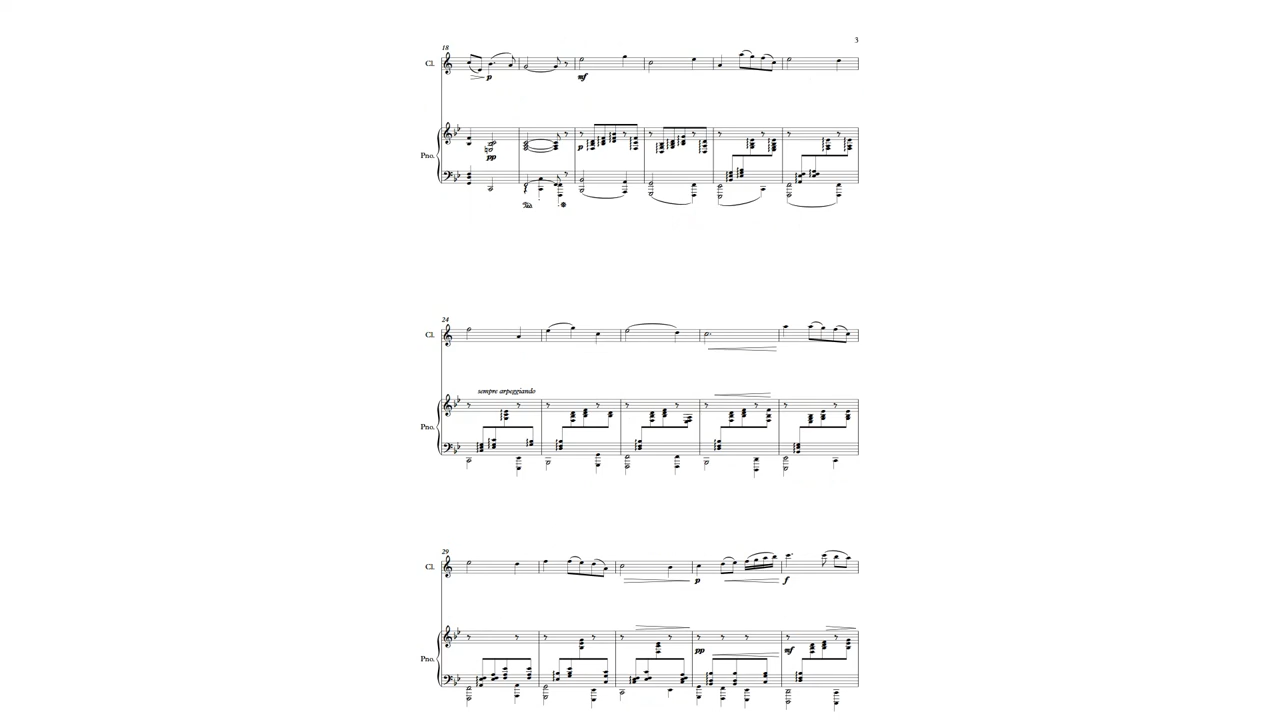 3
18
Cl.
p
mf
Pno.
pp
p
24
Cl.
sempre arpeggiando
Pno.
29
Cl.
p
f
Pno.
pp
mf